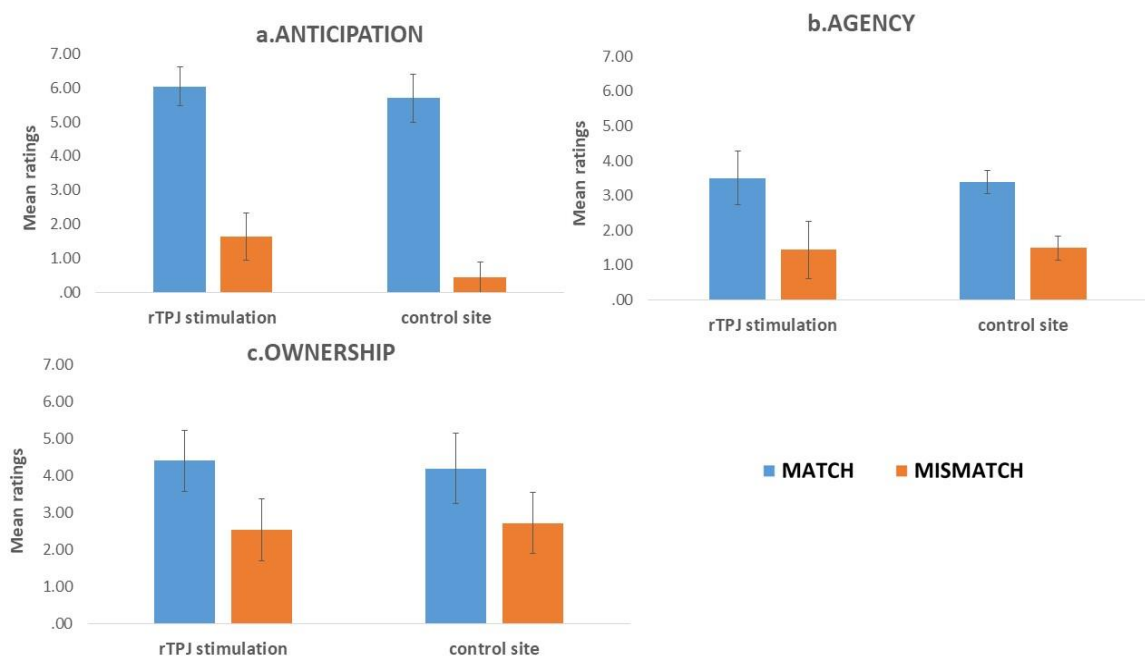 a.ANTICIPATION
7.00
6.00
5.00
4.00
3.00
2.00
1.00
.00
Mean ratings
rTPJ stimulation control site
b.AGENCY
7.00
6.00
5.00
4.00
3.00
2.00
1.00
.00
Mean ratings
rTPJ stimulation control site
c.OWNERSHIP
7.00
6.00
5.00
4.00
3.00
2.00
1.00
.00
Mean ratings
rTPJ stimulation control site
MATCH MISMATCH